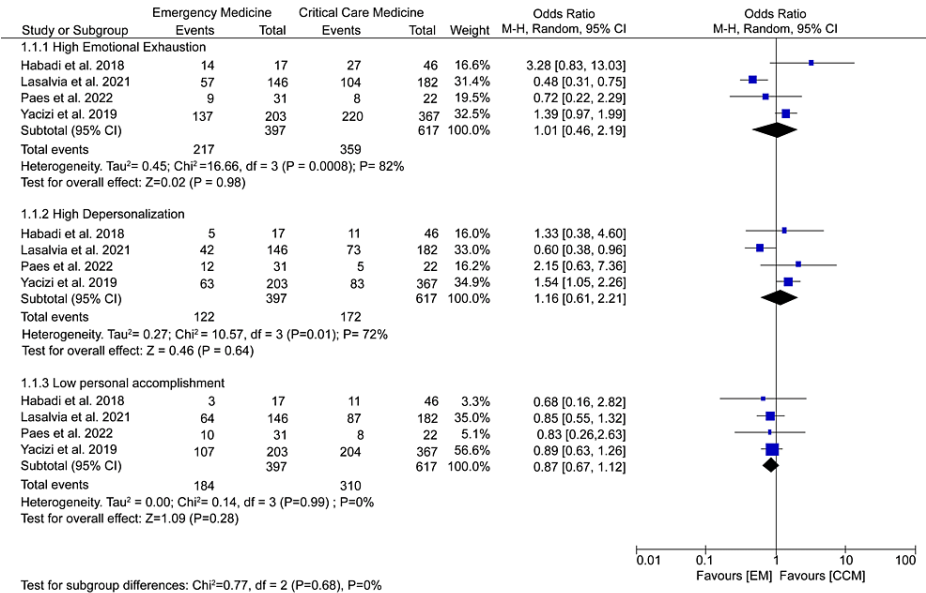 Emergency Medicine Critical Care Medicine Odds Ratio Odds Ratio
Study or Subgroup Events Total Events Total Weight M-H, Random, 95% CI M-H, Random, 95% CI
1.1.1 High Emotional Exhaustion
Habadi et al. 2018 14 17 27 46 16.6% 3.28 [0.83, 13.03]
Lasalvia et al. 2021 57 146 104 182 31.4% 0.48 [0.31, 0.75]
Paes et al. 2022 9 31 8 22 19.5% 0.72 [0.22, 2.29]
Yacizi et al. 2019 137 203 220 367 32.5% 1.39 [0.97, 1.99]
Subtotal (95% CI) 397 617 100.0% 1.01 [0.46, 2.19]
Total events 217 359
Heterogeneity. Tau²= 0.45; Chi² =16.66, df = 3 (P = 0.0008); P= 82%
Test for overall effect: Z=0.02 (P = 0.98)
1.1.2 High Depersonalization
Habadi et al. 2018 5 17 11 46 16.0% 1.33 [0.38, 4.60]
Lasalvia et al. 2021 42 146 73 182 33.0% 0.60 [0.38, 0.96]
Paes et al. 2022 12 31 5 22 16.2% 2.15 [0.63, 7.36]
Yacizi et al. 2019 63 203 83 367 34.9% 1.54 [1.05, 2.26]
Subtotal (95% CI) 397 617 100.0% 1.16 [0.61, 2.21]
Total events 122 172
Heterogeneity. Tau²= 0.27; Chi² = 10.57, df = 3 (P=0.01); P= 72%
Test for overall effect: Z = 0.46 (P = 0.64)
1.1.3 Low personal accomplishment
Habadi et al. 2018 3 17 11 46 3.3% 0.68 [0.16, 2.82]
Lasalvia et al. 2021 64 146 87 182 35.0% 0.85 [0.55, 1.32]
Paes et al. 2022 10 31 8 22 5.1% 0.83 [0.26,2.63]
Yacizi et al. 2019 107 203 204 367 56.6% 0.89 [0.63, 1.26]
Subtotal (95% CI) 397 617 100.0% 0.87 [0.67, 1.12]
Total events 184 310
Heterogeneity. Tau² = 0.00; Chi²= 0.14, df = 3 (P=0.99) ; P=0%
Test for overall effect: Z=1.09 (P=0.28)
0.01 0.1 1 10 100
Favours [EM] Favours [CCM]
Test for subgroup differences: Chi²=0.77, df = 2 (P=0.68), P=0%